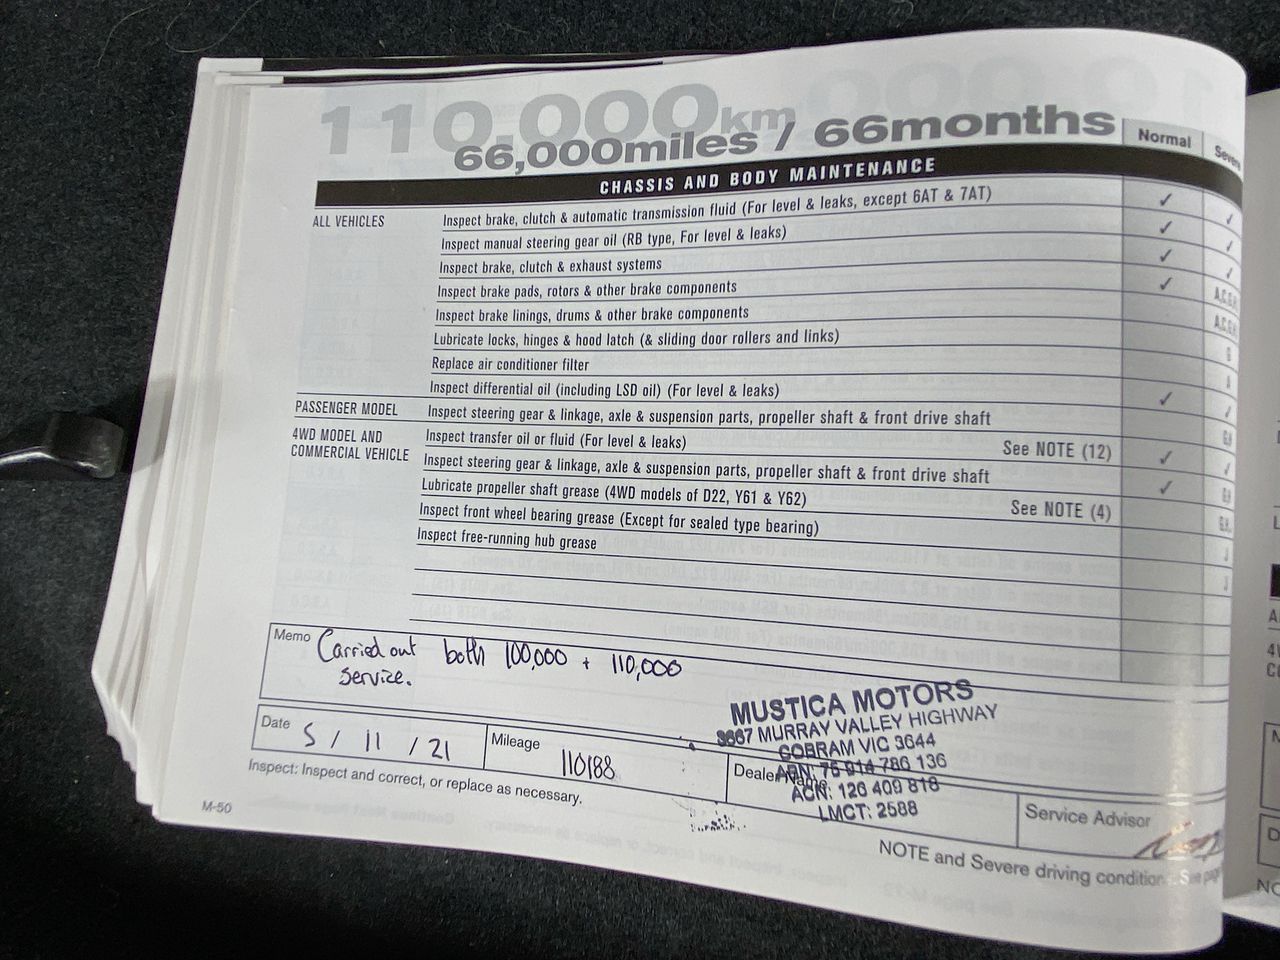 110,000km
66,000miles / 66months
Normal
CHASSIS AND BODY MAINTENANCE
ALL VEHICLES
Inspect brake, clutch & automatic transmission fluid (For level & leaks, except 6AT & 7AT) ✓ ✓
Inspect manual steering gear oil (RB type, For level & leaks) ✓ ✓
Inspect brake, clutch & exhaust systems ✓ ✓
Inspect brake pads, rotors & other brake components ✓
Inspect brake linings, drums & other brake components
Lubricate locks, hinges & hood latch (& sliding door rollers and links)
Replace air conditioner filter
Inspect differential oil (including LSD oil) (For level & leaks) ✓ ✓
PASSENGER MODEL Inspect steering gear & linkage, axle & suspension parts, propeller shaft & front drive shaft
4WD MODEL AND COMMERCIAL VEHICLE
Inspect transfer oil or fluid (For level & leaks) See NOTE (12) ✓ ✓
Inspect steering gear & linkage, axle & suspension parts, propeller shaft & front drive shaft ✓
Lubricate propeller shaft grease (4WD models of D22, Y61 & Y62) See NOTE (4)
Inspect front wheel bearing grease (Except for sealed type bearing)
Inspect free-running hub grease
Memo Carried out both 100,000 + 110,000
service.
Date 5 / 11 / 21
Mileage 110188
Dealer Name
MUSTICA MOTORS
3667 MURRAY VALLEY HIGHWAY
COBRAM VIC 3644
ABN: 75 914 786 136
ACN: 126 409 818
LMCT: 2588
Service Advisor
Inspect: Inspect and correct, or replace as necessary.
NOTE and Severe driving condition
M-50